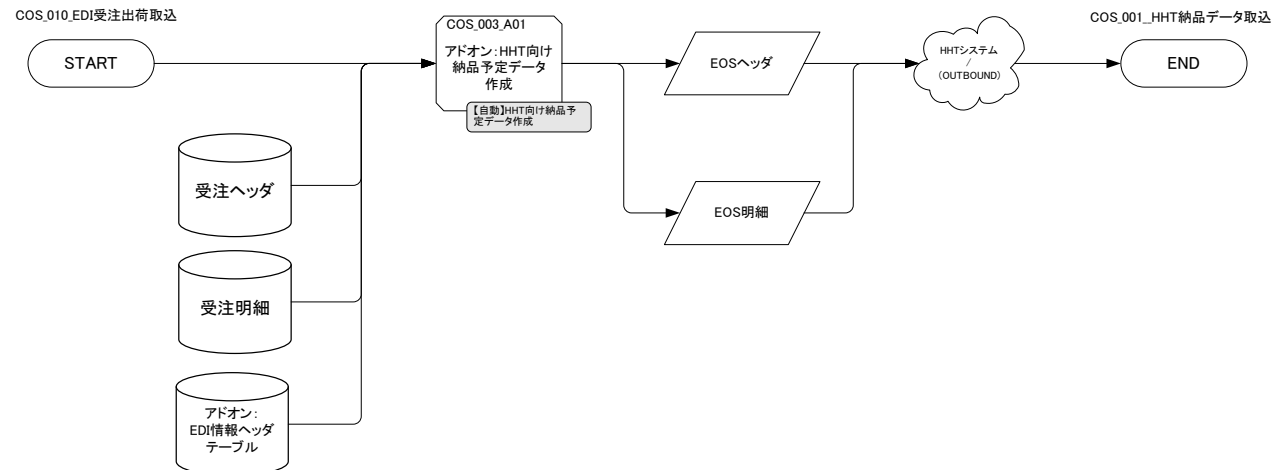 COS_010_EDI受注出荷取込
START
受注ヘッダ
受注明細
アドオン：
EDI情報ヘッダ
テーブル
COS_003_A01
アドオン：HHT向け
納品予定データ
作成
【自動】HHT向け納品予
定データ作成
EOSヘッダ
EOS明細
HHTシステム
/
（OUTBOUND）
COS_001_HHT納品データ取込
END